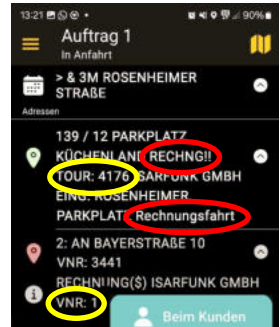 13:21
90%
Auftrag 1
In Anfahrt
> & 3M ROSENHEIMER
STRAßE
Adressen
139 / 12 PARKPLATZ
KÜCHENLAND RECHNG!!
TOUR: 4176 ISARFUNK GMBH
EING. ROSENHEIMER
PARKPLATZ Rechnungsfahrt
2: AN BAYERSTRAßE 10
VNR: 3441
RECHNUNG($) ISARFUNK GMBH
VNR: 1
Beim Kunden